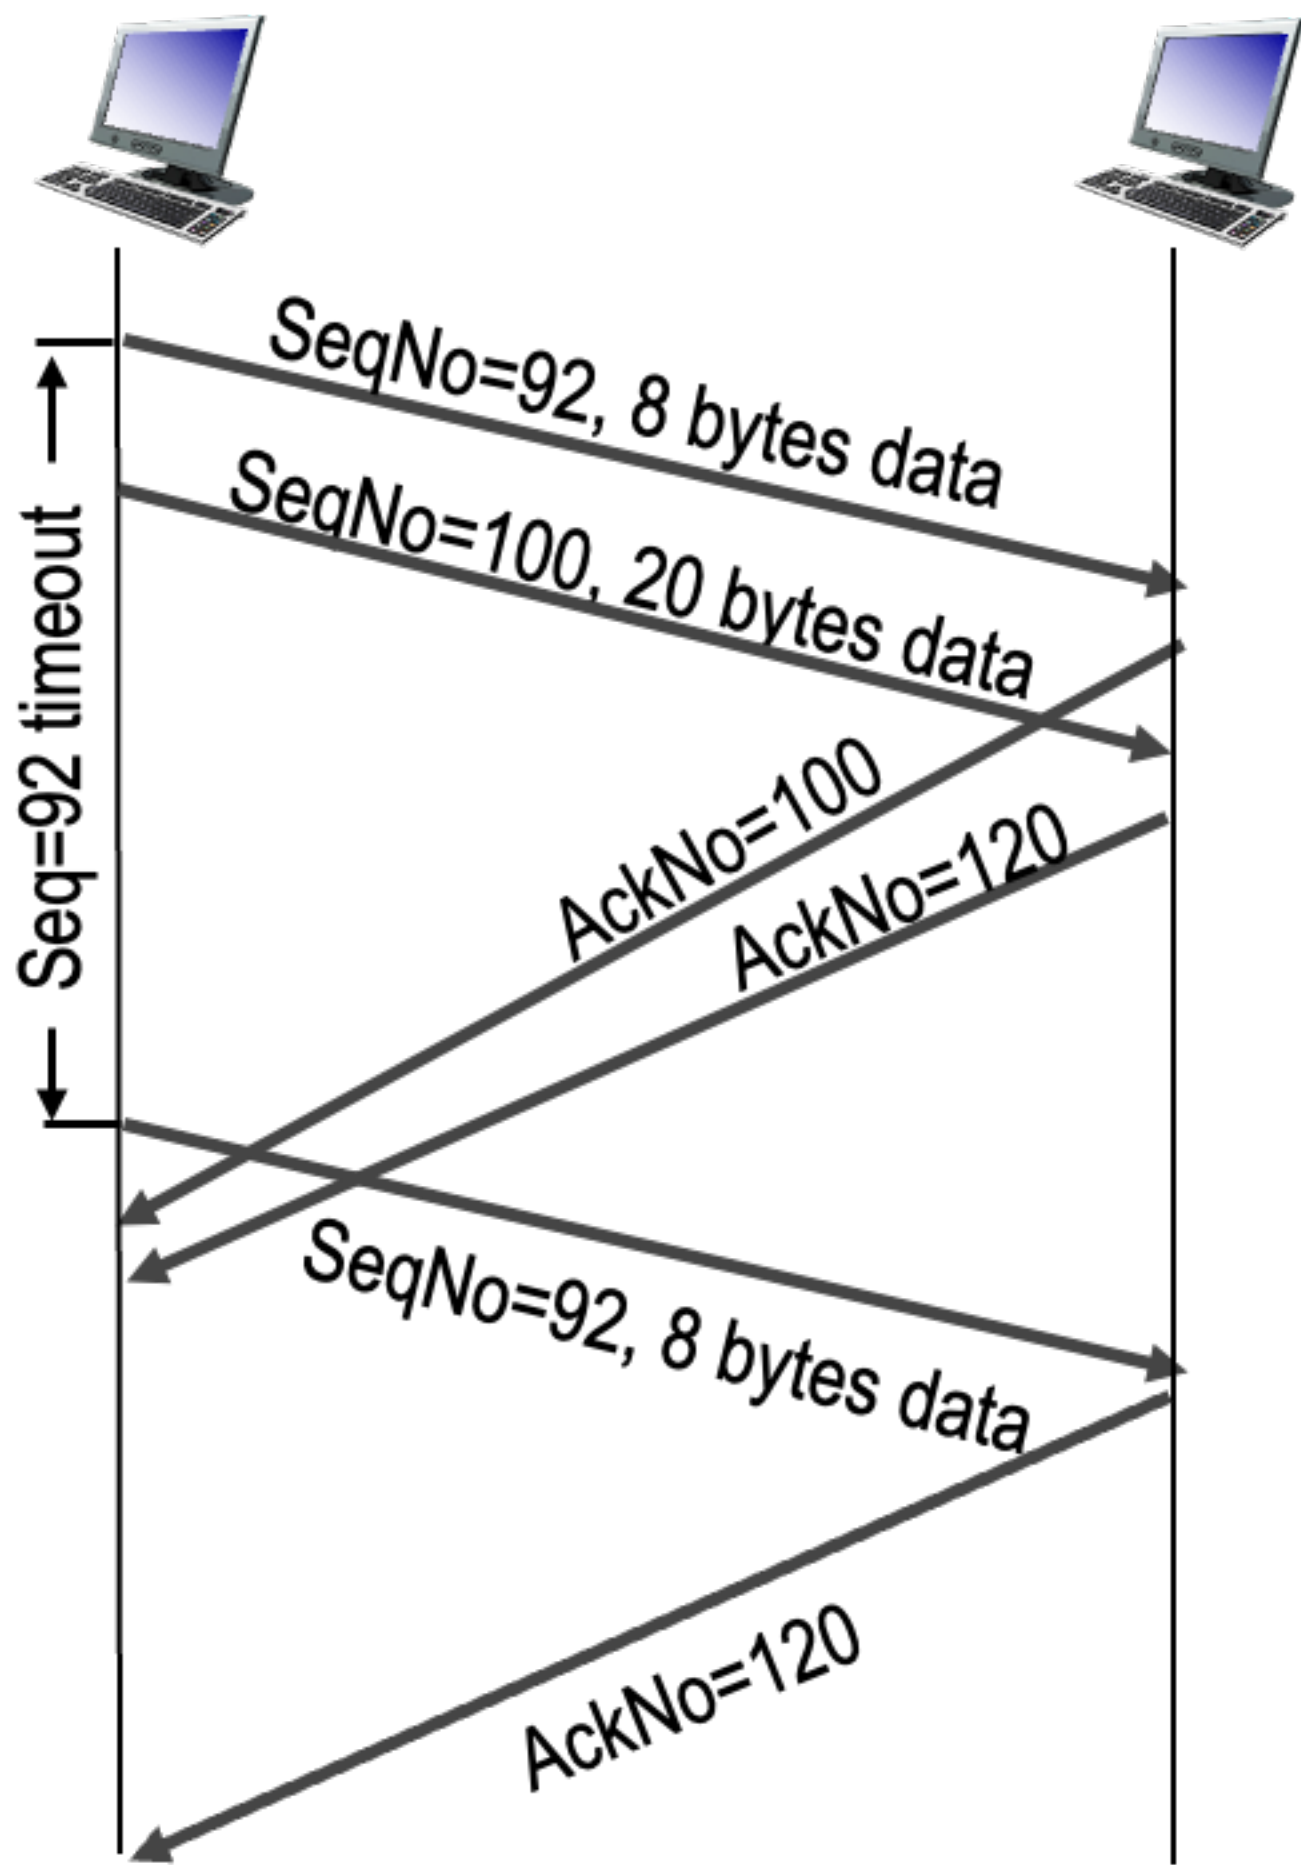 SeqNo=92, 8 bytes data
SeqNo=100, 20 bytes data
Seq=92 timeout
AckNo=100
AckNo=120
SeqNo=92, 8 bytes data
AckNo=120